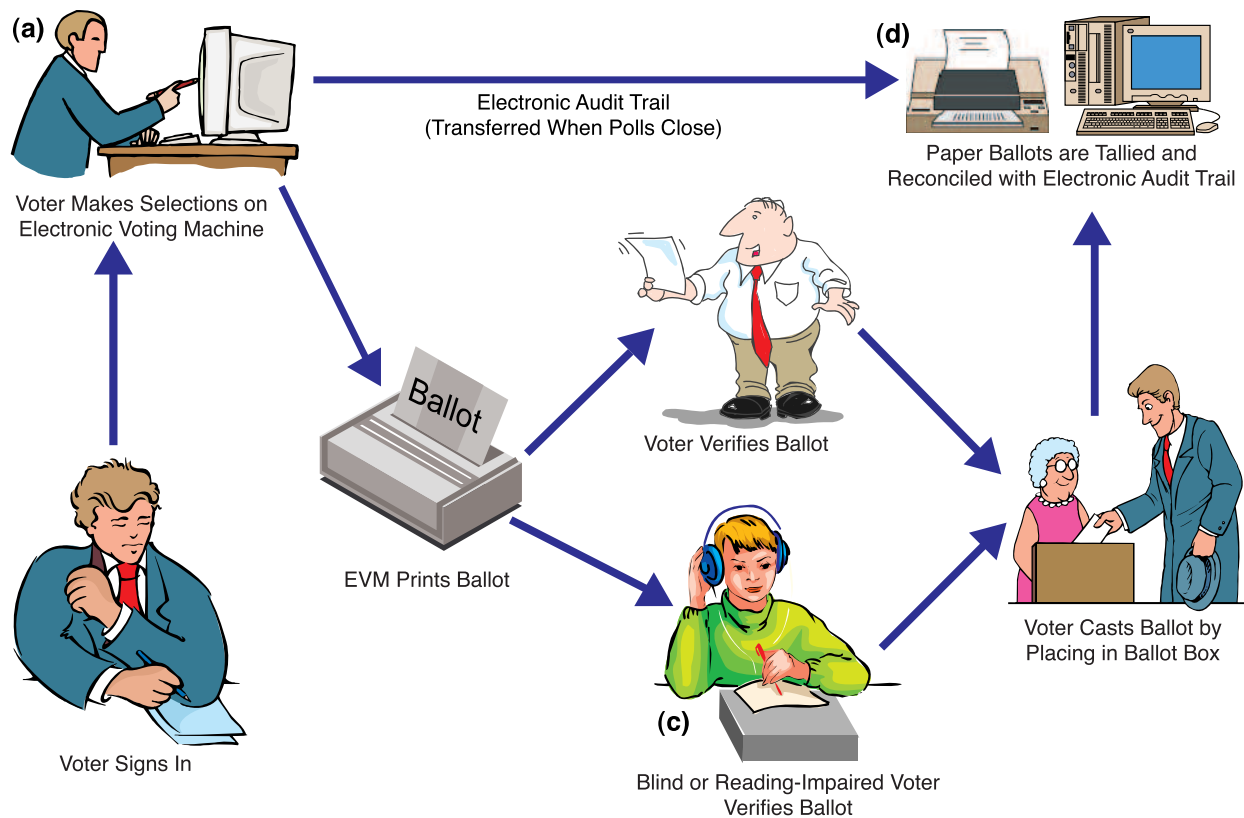 (a)
Voter Makes Selections on
Electronic Voting Machine
Electronic Audit Trail
(Transferred When Polls Close)
(d)
Paper Ballots are Tallied and
Reconciled with Electronic Audit Trail
Voter Signs In
Ballot
EVM Prints Ballot
Voter Verifies Ballot
(c)
Blind or Reading-Impaired Voter
Verifies Ballot
Voter Casts Ballot by
Placing in Ballot Box